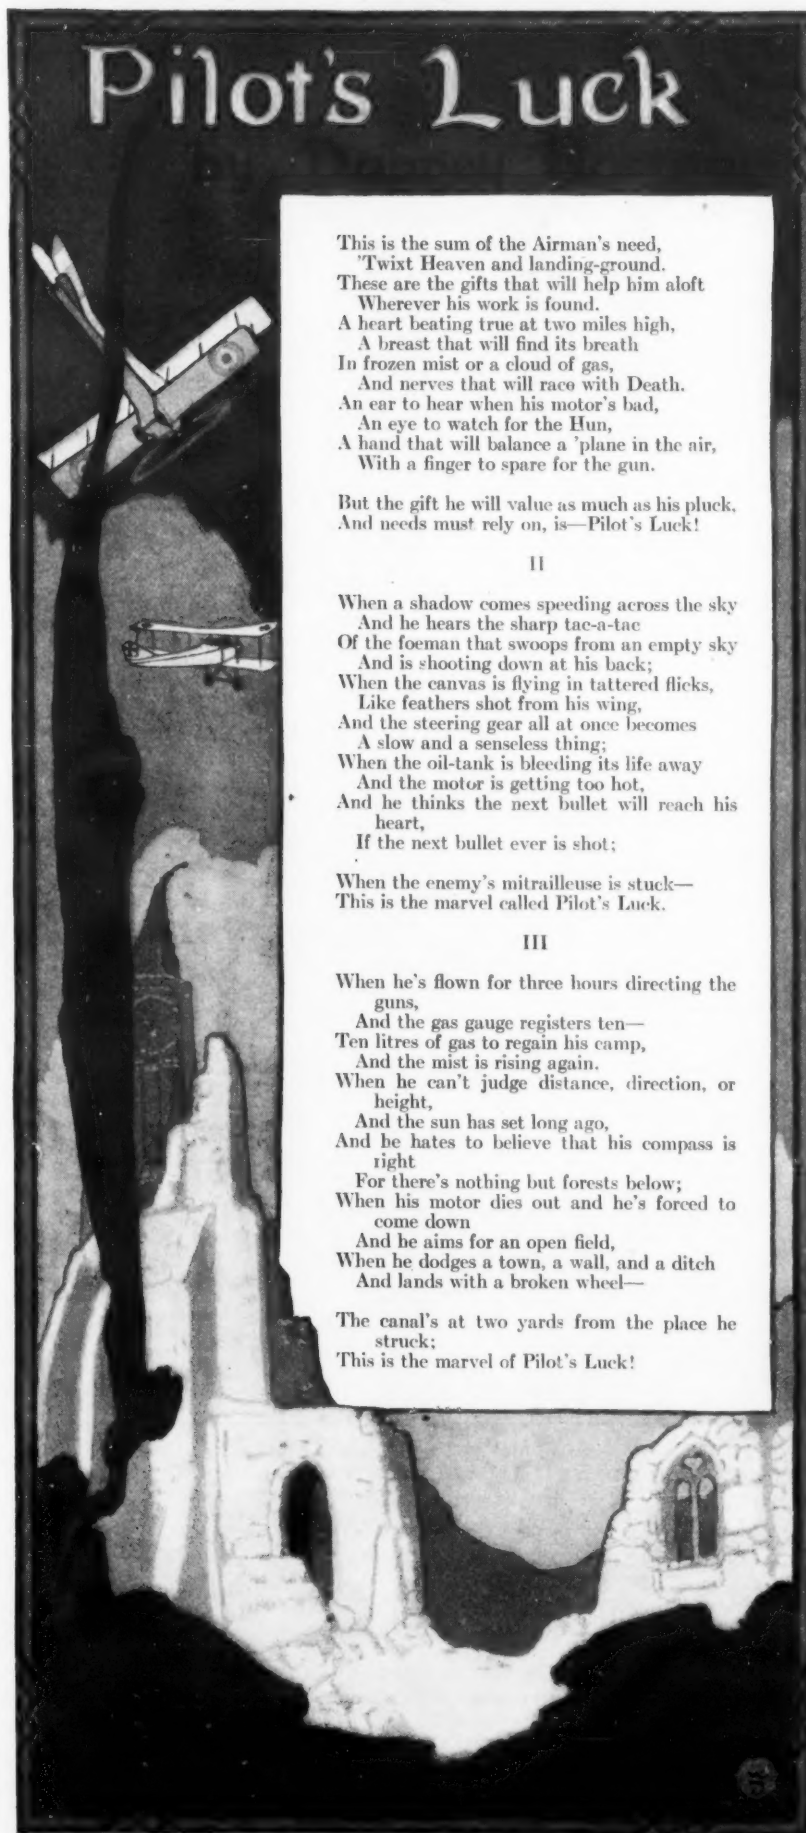 Pilot's Luck
This is the sum of the Airman's need,
'Twixt Heaven and landing-ground.
These are the gifts that will help him aloft
Wherever his work is found.
A heart beating true at two miles high,
A breast that will find its breath
In frozen mist or a cloud of gas,
And nerves that will race with Death.
An ear to hear when his motor's bad,
An eye to watch for the Hun,
A hand that will balance a 'plane in the air,
With a finger to spare for the gun.
But the gift he will value as much as his pluck,
And needs must rely on, is—Pilot's Luck!
II
When a shadow comes speeding across the sky
And he hears the sharp tac-a-tac
Of the foeman that swoops from an empty sky
And is shooting down at his back;
When the canvas is flying in tattered flicks,
Like feathers shot from his wing,
And the steering gear all at once becomes
A slow and a senseless thing;
When the oil-tank is bleeding its life away
And the motor is getting too hot,
And he thinks the next bullet will reach his
heart,
If the next bullet ever is shot;
When the enemy's mitrailleuse is stuck—
This is the marvel called Pilot's Luck.
III
When he's flown for three hours directing the
guns,
And the gas gauge registers ten—
Ten litres of gas to regain his camp,
And the mist is rising again.
When he can't judge distance, direction, or
height,
And the sun has set long ago,
And he hates to believe that his compass is
right
For there's nothing but forests below;
When his motor dies out and he's forced to
come down
And he aims for an open field,
When he dodges a town, a wall, and a ditch
And lands with a broken wheel—
The canal's at two yards from the place he
struck;
This is the marvel of Pilot's Luck!